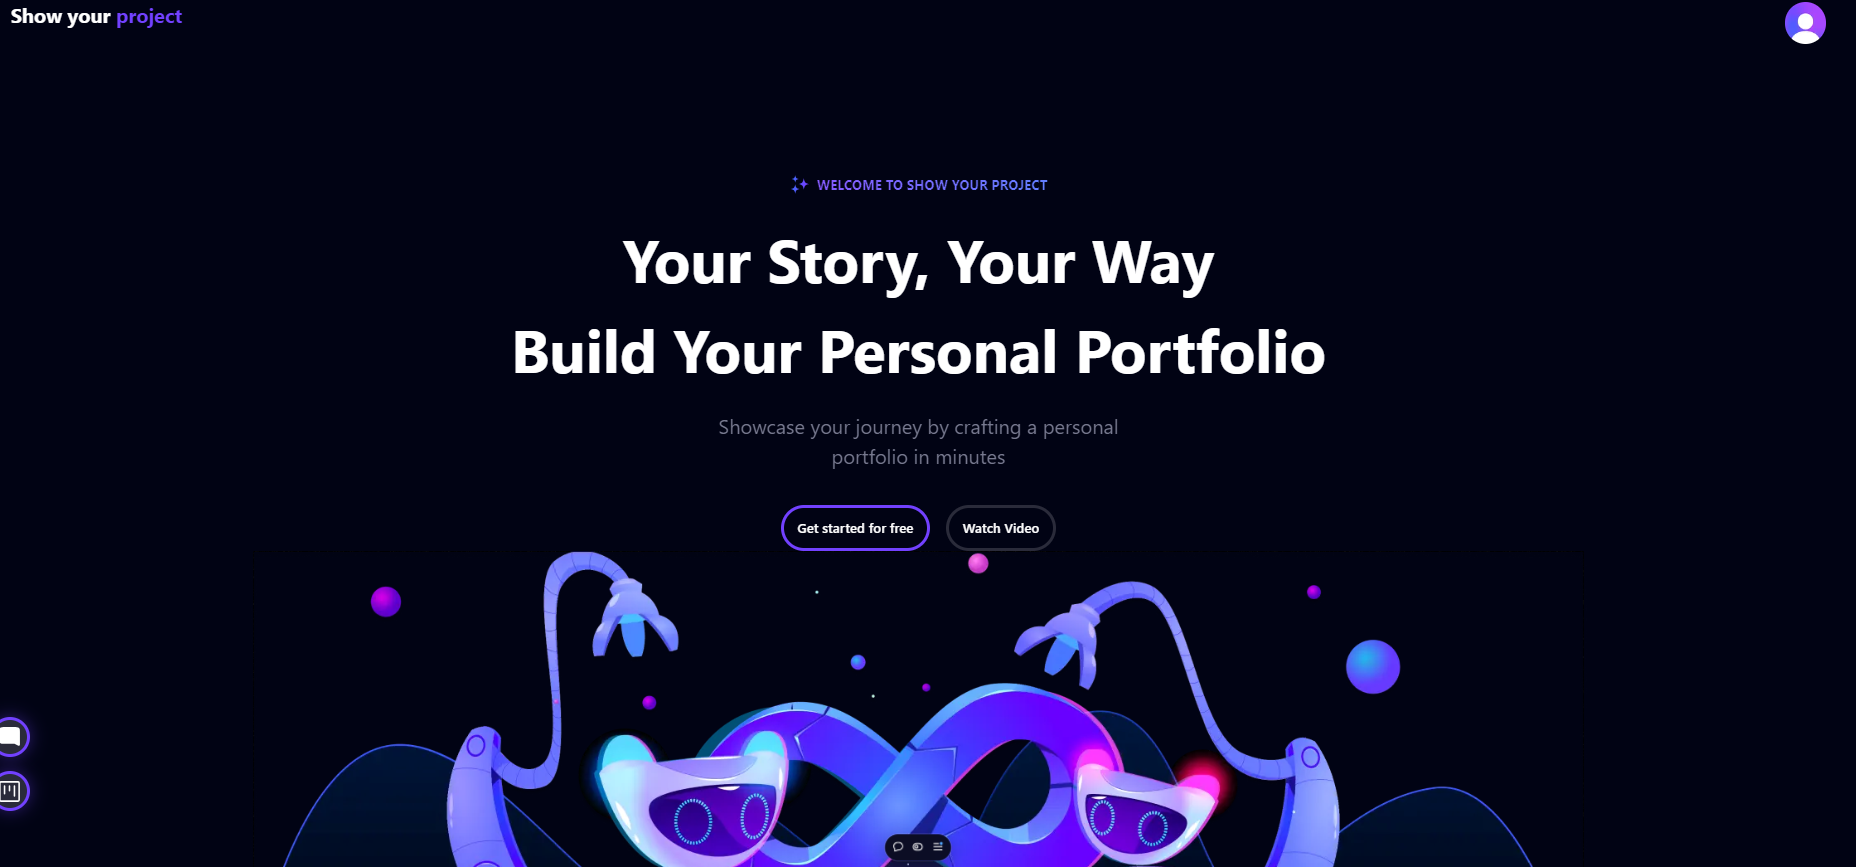 Show your project
WELCOME TO SHOW YOUR PROJECT
Your Story, Your Way
Build Your Personal Portfolio
Showcase your journey by crafting a personal
portfolio in minutes
Get started for free
Watch Video